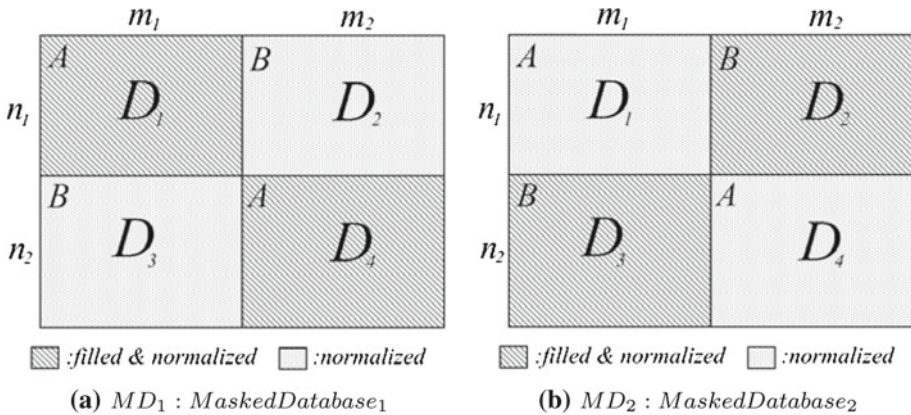 m₁ m₂
n₁ A D₁ B D₂
n₂ B D₃ A D₄
:filled & normalized :normalized
(a) MD₁ : MaskedDatabase₁
m₁ m₂
n₁ A D₁ B D₂
n₂ B D₃ A D₄
:filled & normalized :normalized
(b) MD₂ : MaskedDatabase₂